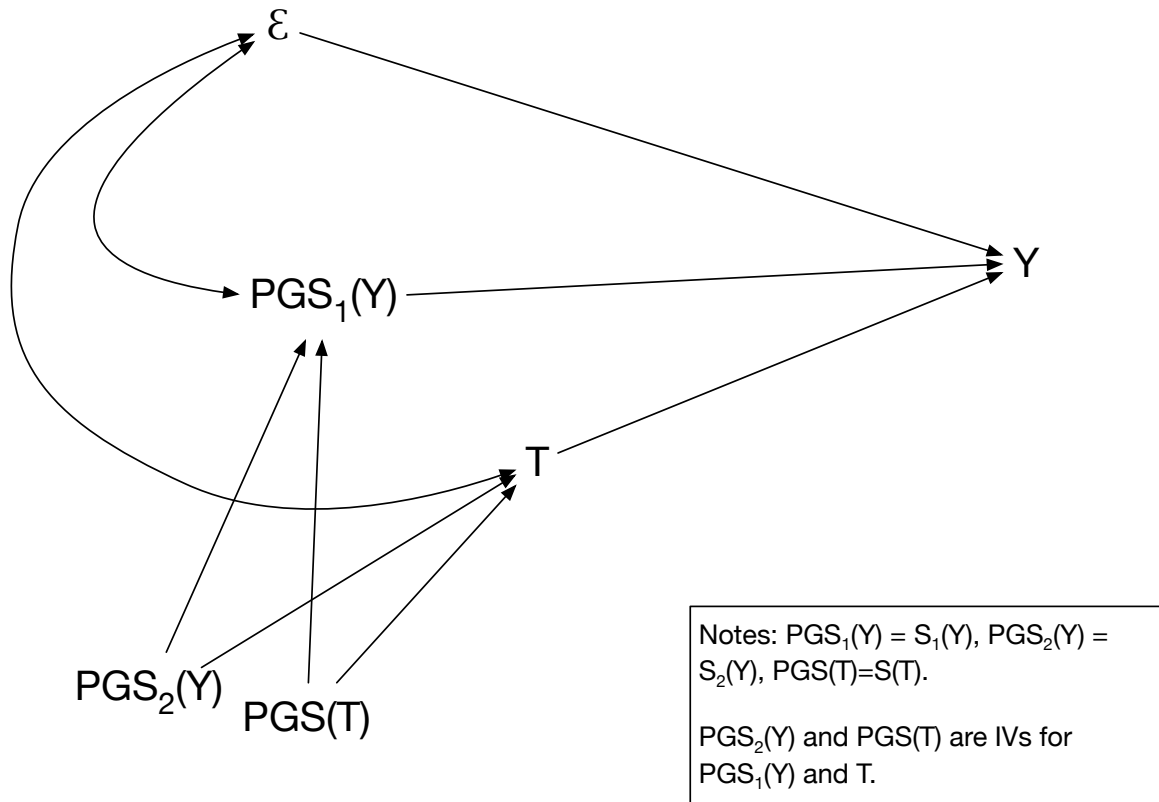 ε
Y
PGS₁(Y)
T
PGS₂(Y)
PGS(T)
Notes: PGS₁(Y) = S₁(Y), PGS₂(Y) =
S₂(Y), PGS(T)=S(T).
PGS₂(Y) and PGS(T) are IVs for
PGS₁(Y) and T.